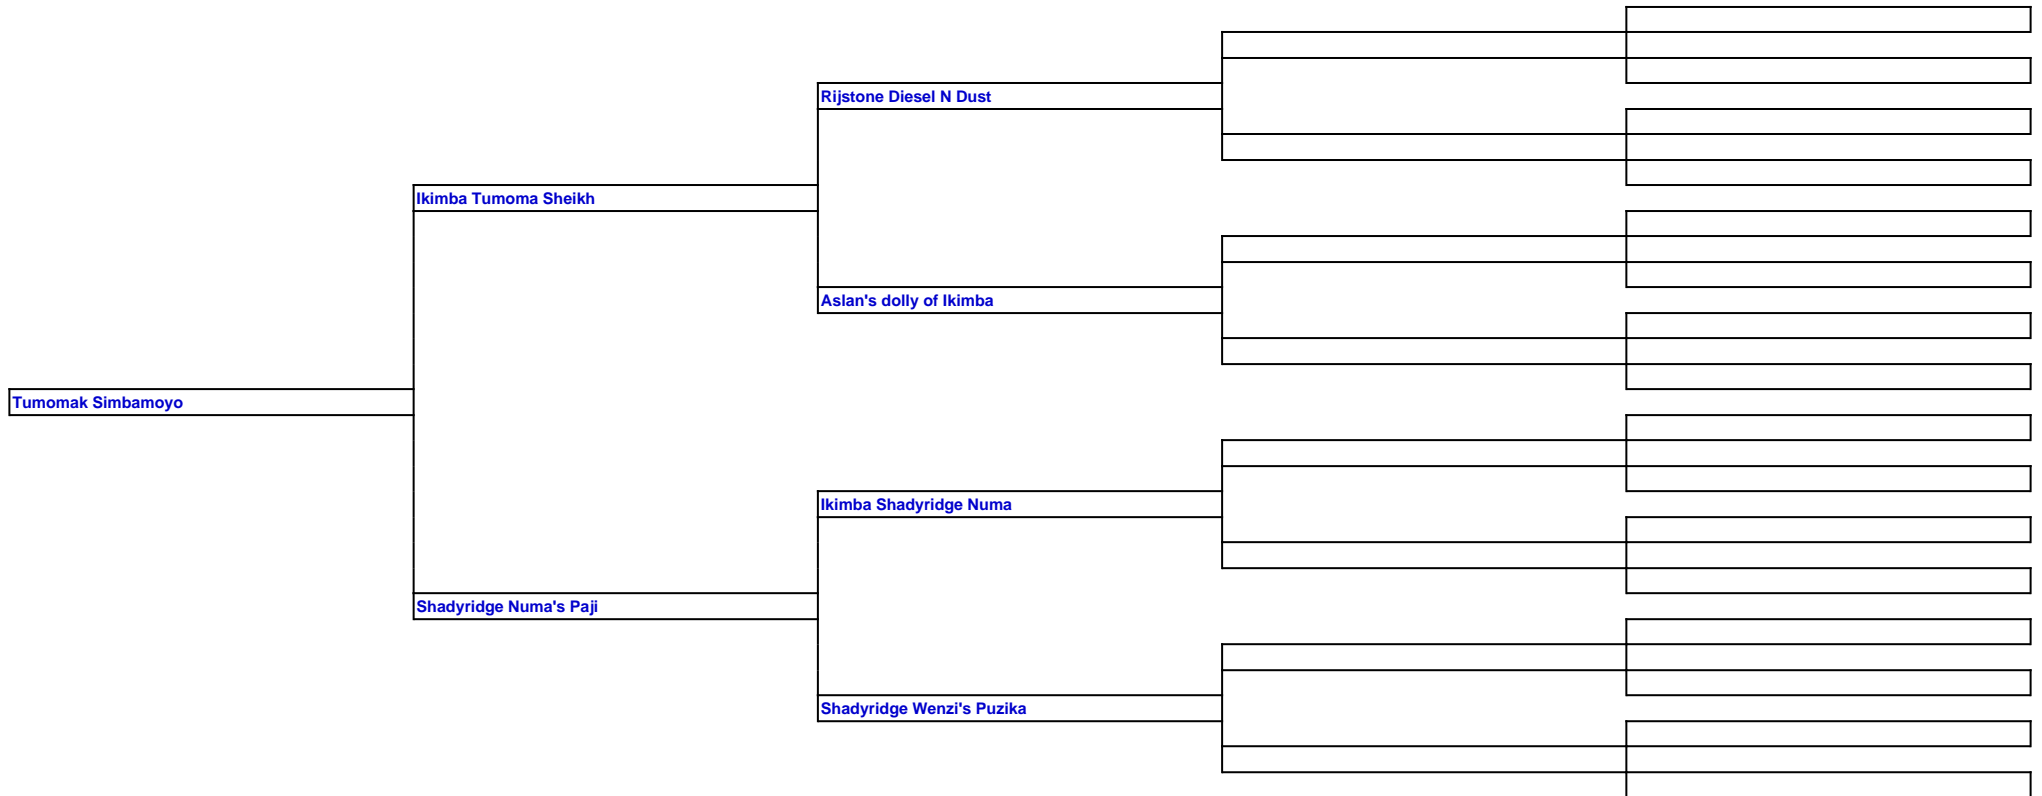 Rijstone Diesel N Dust
Ikimba Tumoma Sheikh
Aslan's dolly of Ikimba
Tumomak Simbamoyo
Ikimba Shadyridge Numa
Shadyridge Numa's Paji
Shadyridge Wenzi's Puzika